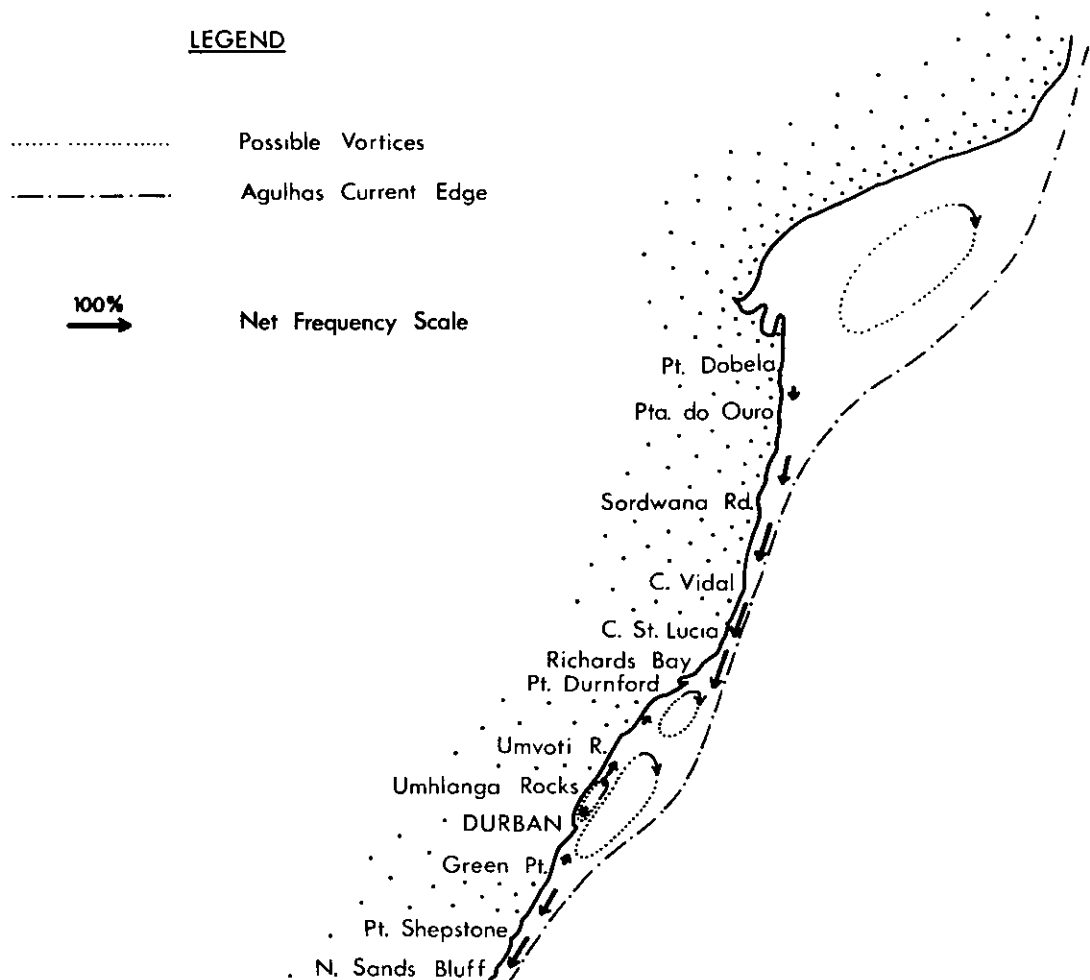 LEGEND
Possible Vortices
Agulhas Current Edge
100%
Net Frequency Scale
Pt. Dobela
Pta. do Ouro
Sordwana Rd.
C. Vidal
C. St. Lucia
Richards Bay
Pt. Durnford
Umvoti R.
Umhlanga Rocks
DURBAN
Green Pt.
Pt. Shepstone
N. Sands Bluff